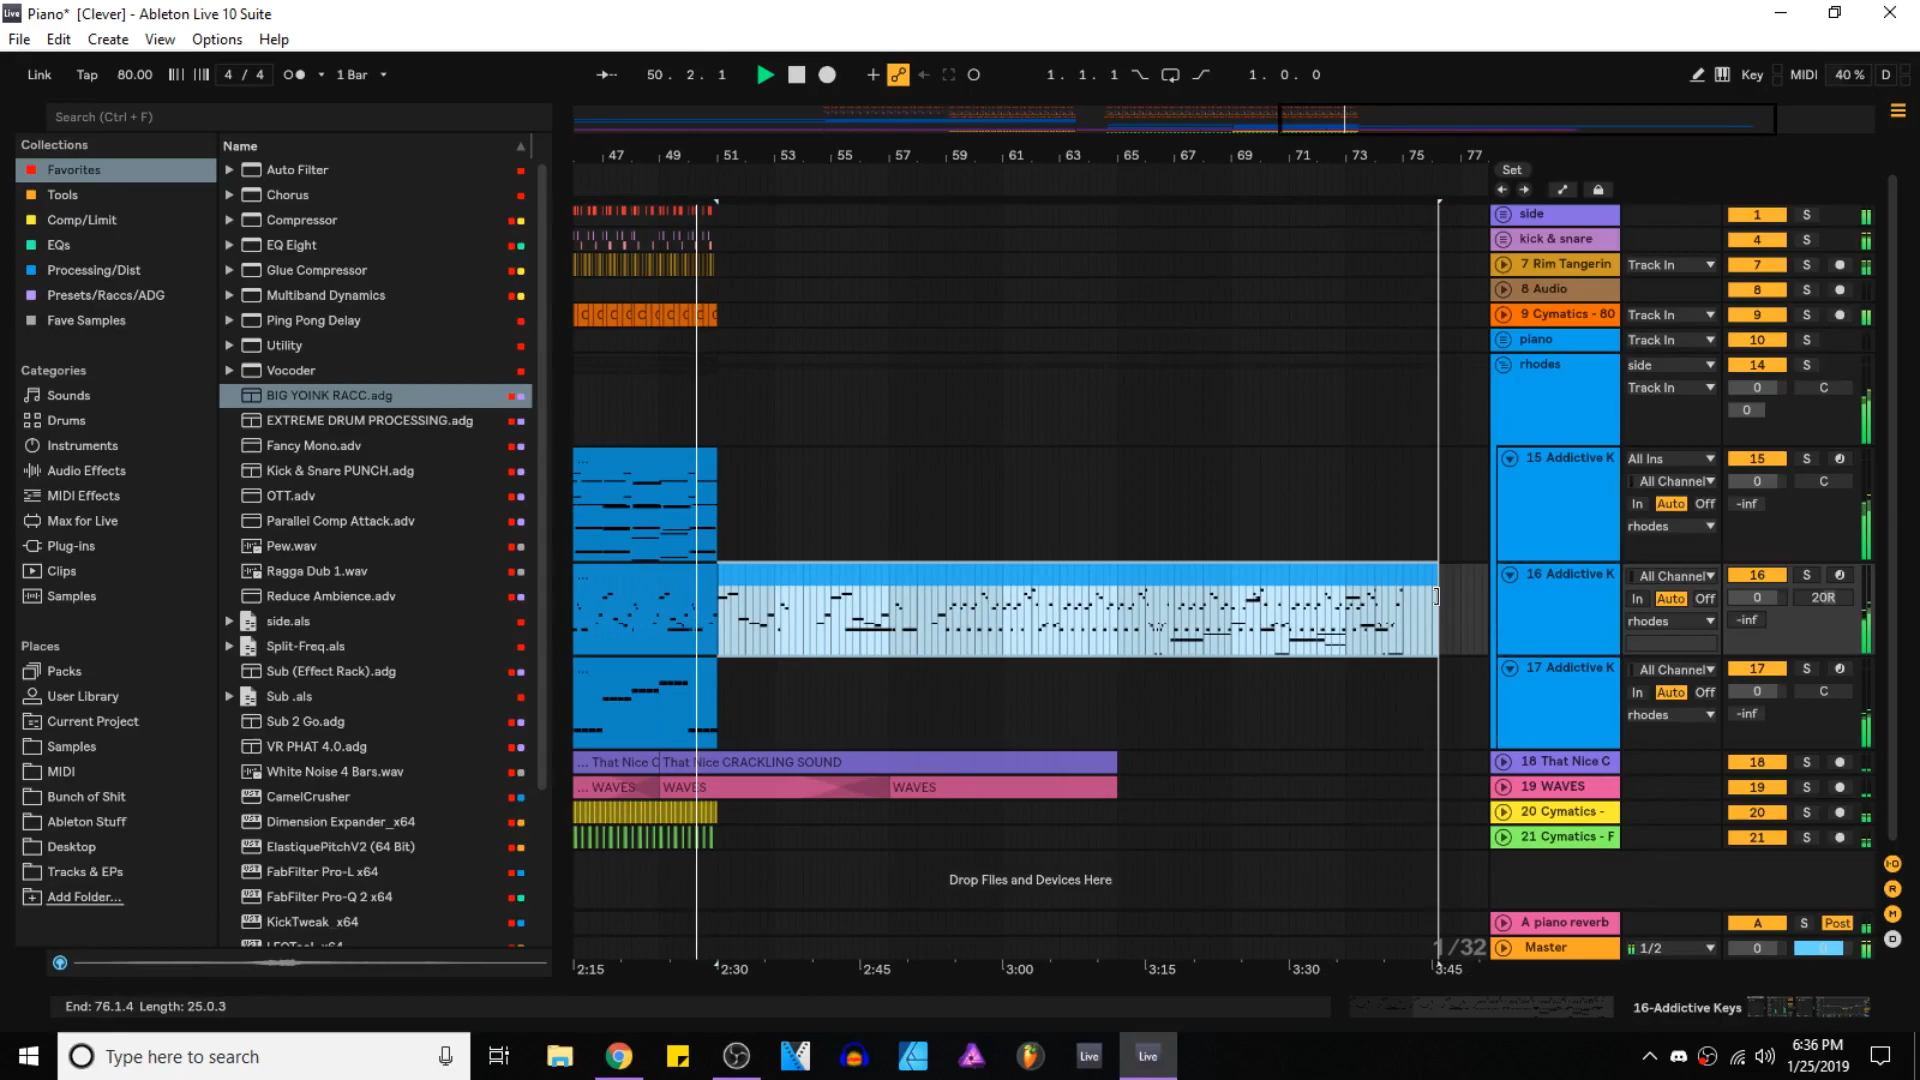 Live Piano* [Clever] - Ableton Live 10 Suite
File Edit Create View Options Help
Link Tap 80.00 4 / 4 1 Bar 50. 2. 1 1. 1. 1 1. 0. 0 Key MIDI 40 % D
Search (Ctrl + F)
Collections
Favorites
Tools
Comp/Limit
EQs
Processing/Dist
Presets/Raccs/ADG
Fave Samples
Categories
Sounds
Drums
Instruments
Audio Effects
MIDI Effects
Max for Live
Plug-ins
Clips
Samples
Places
Packs
User Library
Current Project
Samples
MIDI
Bunch of Shit
Ableton Stuff
Desktop
Tracks & EPs
Add Folder...
Name
Auto Filter
Chorus
Compressor
EQ Eight
Glue Compressor
Multiband Dynamics
Ping Pong Delay
Utility
Vocoder
BIG YOINK RACC.adg
EXTREME DRUM PROCESSING.adg
Fancy Mono.adv
Kick & Snare PUNCH.adg
OTT.adv
Parallel Comp Attack.adv
Pew.wav
Ragga Dub 1.wav
Reduce Ambience.adv
side.als
Split-Freq.als
Sub (Effect Rack).adg
Sub .als
Sub 2 Go.adg
VR PHAT 4.0.adg
White Noise 4 Bars.wav
CamelCrusher
Dimension Expander_x64
ElastiquePitchV2 (64 Bit)
FabFilter Pro-L x64
FabFilter Pro-Q 2 x64
KickTweak_x64
47 49 51 53 55 57 59 61 63 65 67 69 71 73 75 77
Set
side 1 S
kick & snare 4 S
7 Rim Tangerin Track In 7 S
8 Audio 8 S
9 Cymatics - 80 Track In 9 S
piano Track In 10 S
rhodes side 14 S
Track In 0 C
0
15 Addictive K All Ins 15 S
All Channel 0 C
In Auto Off -inf
rhodes
16 Addictive K All Channel 16 S
In Auto Off 0 20R
rhodes -inf
17 Addictive K All Channel 17 S
In Auto Off 0 C
rhodes -inf
... That Nice C That Nice CRACKLING SOUND 18 That Nice C 18 S
... WAVES WAVES WAVES 19 WAVES 19 S
20 Cymatics - 20 S
21 Cymatics - F 21 S
Drop Files and Devices Here
A piano reverb A S Post
1/32 Master 1/2 0 0
2:15 2:30 2:45 3:00 3:15 3:30 3:45
End: 76.1.4 Length: 25.0.3
16-Addictive Keys
Type here to search
Live Live
6:36 PM
1/25/2019